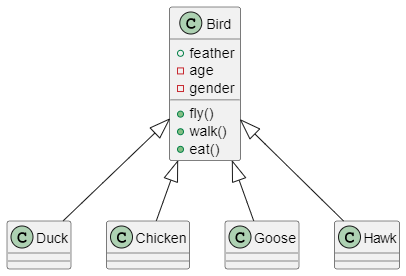 C Bird
feather
age
gender
fly()
walk()
eat()
C Duck
C Chicken
C Goose
C Hawk